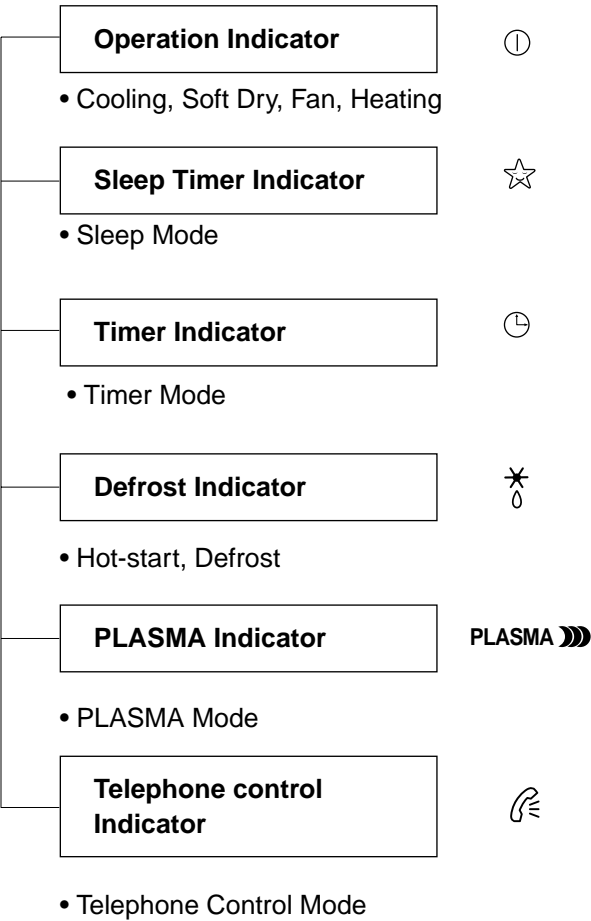 Operation Indicator
• Cooling, Soft Dry, Fan, Heating
Sleep Timer Indicator
• Sleep Mode
Timer Indicator
• Timer Mode
Defrost Indicator
• Hot-start, Defrost
PLASMA Indicator PLASMA
• PLASMA Mode
Telephone control
Indicator
• Telephone Control Mode